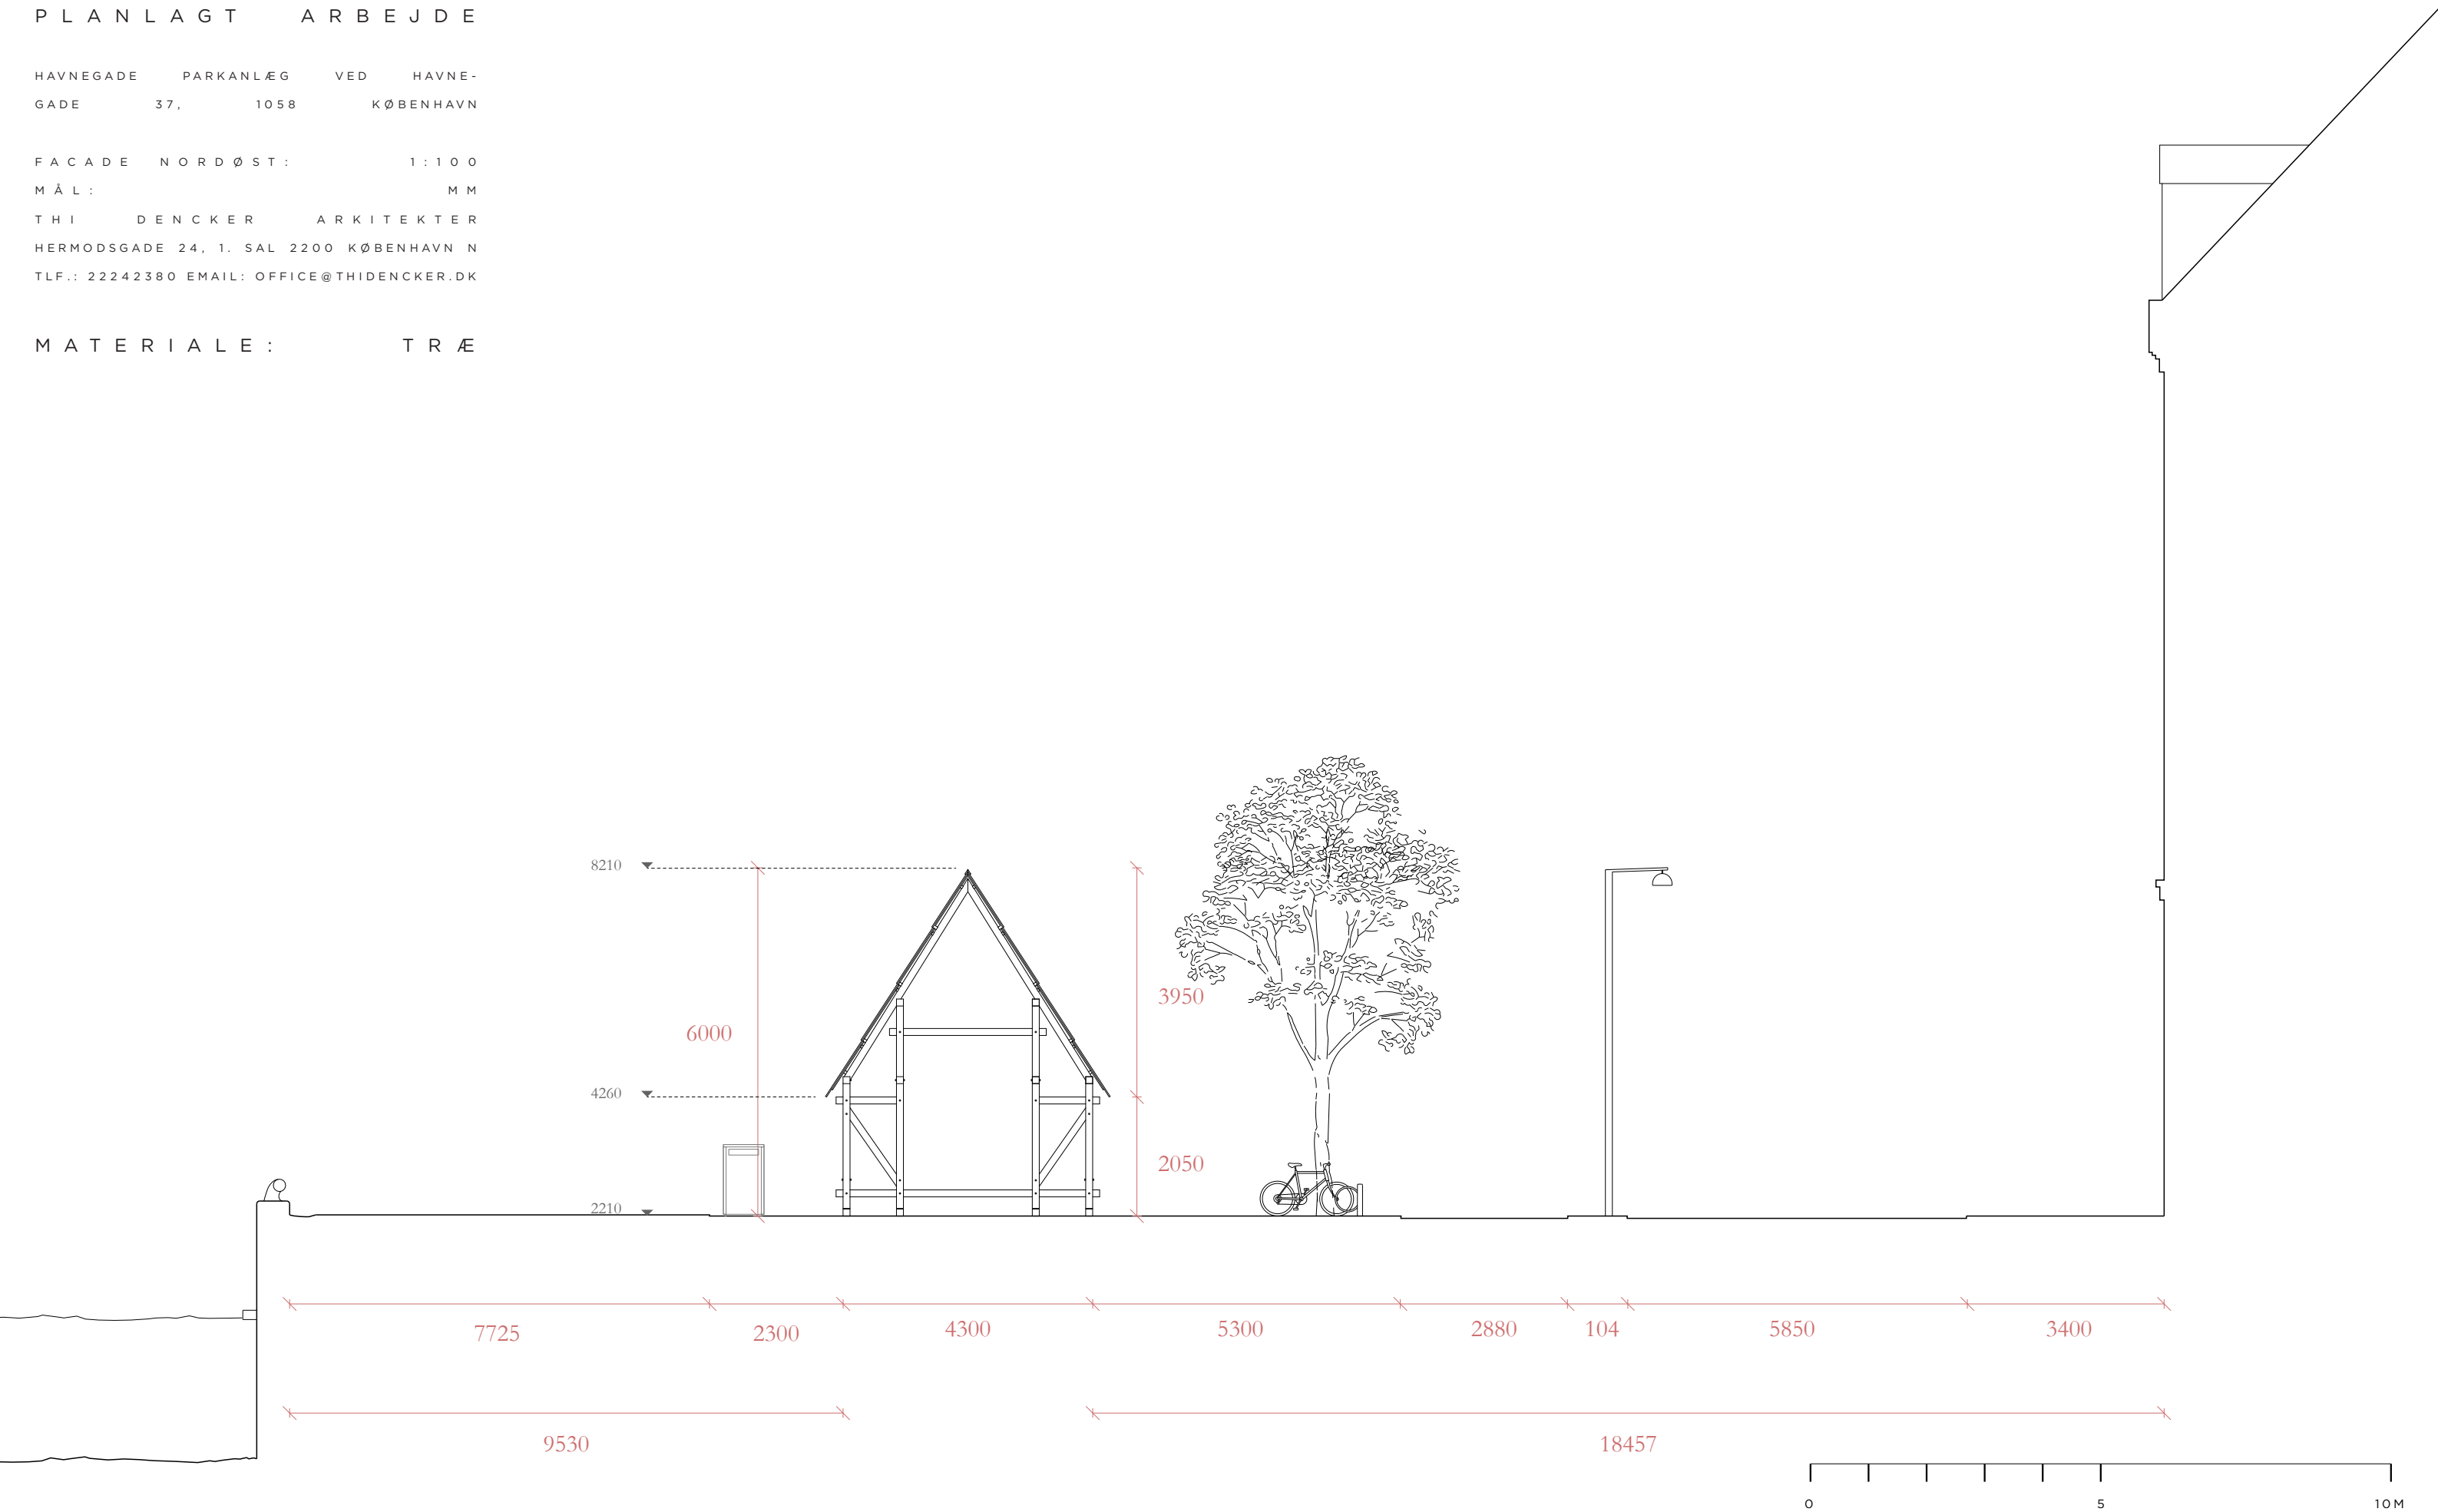 PLANLAGT ARBEJDE
HAVNEGADE PARKANLÆG VED HAVNE-
GADE 37, 1058 KØBENHAVN
FACADE NORDØST: 1:100
MÅL: MM
THI DENCKER ARKITEKTER
HERMODSGADE 24, 1. SAL 2200 KØBENHAVN N
TLF.: 22242380 EMAIL: OFFICE@THIDENCKER.DK
MATERIALE: TRÆ
8210
3950
6000
4260
2050
2210
7725 2300 4300 5300 2880 104 5850 3400
9530 18457
0 5 10M